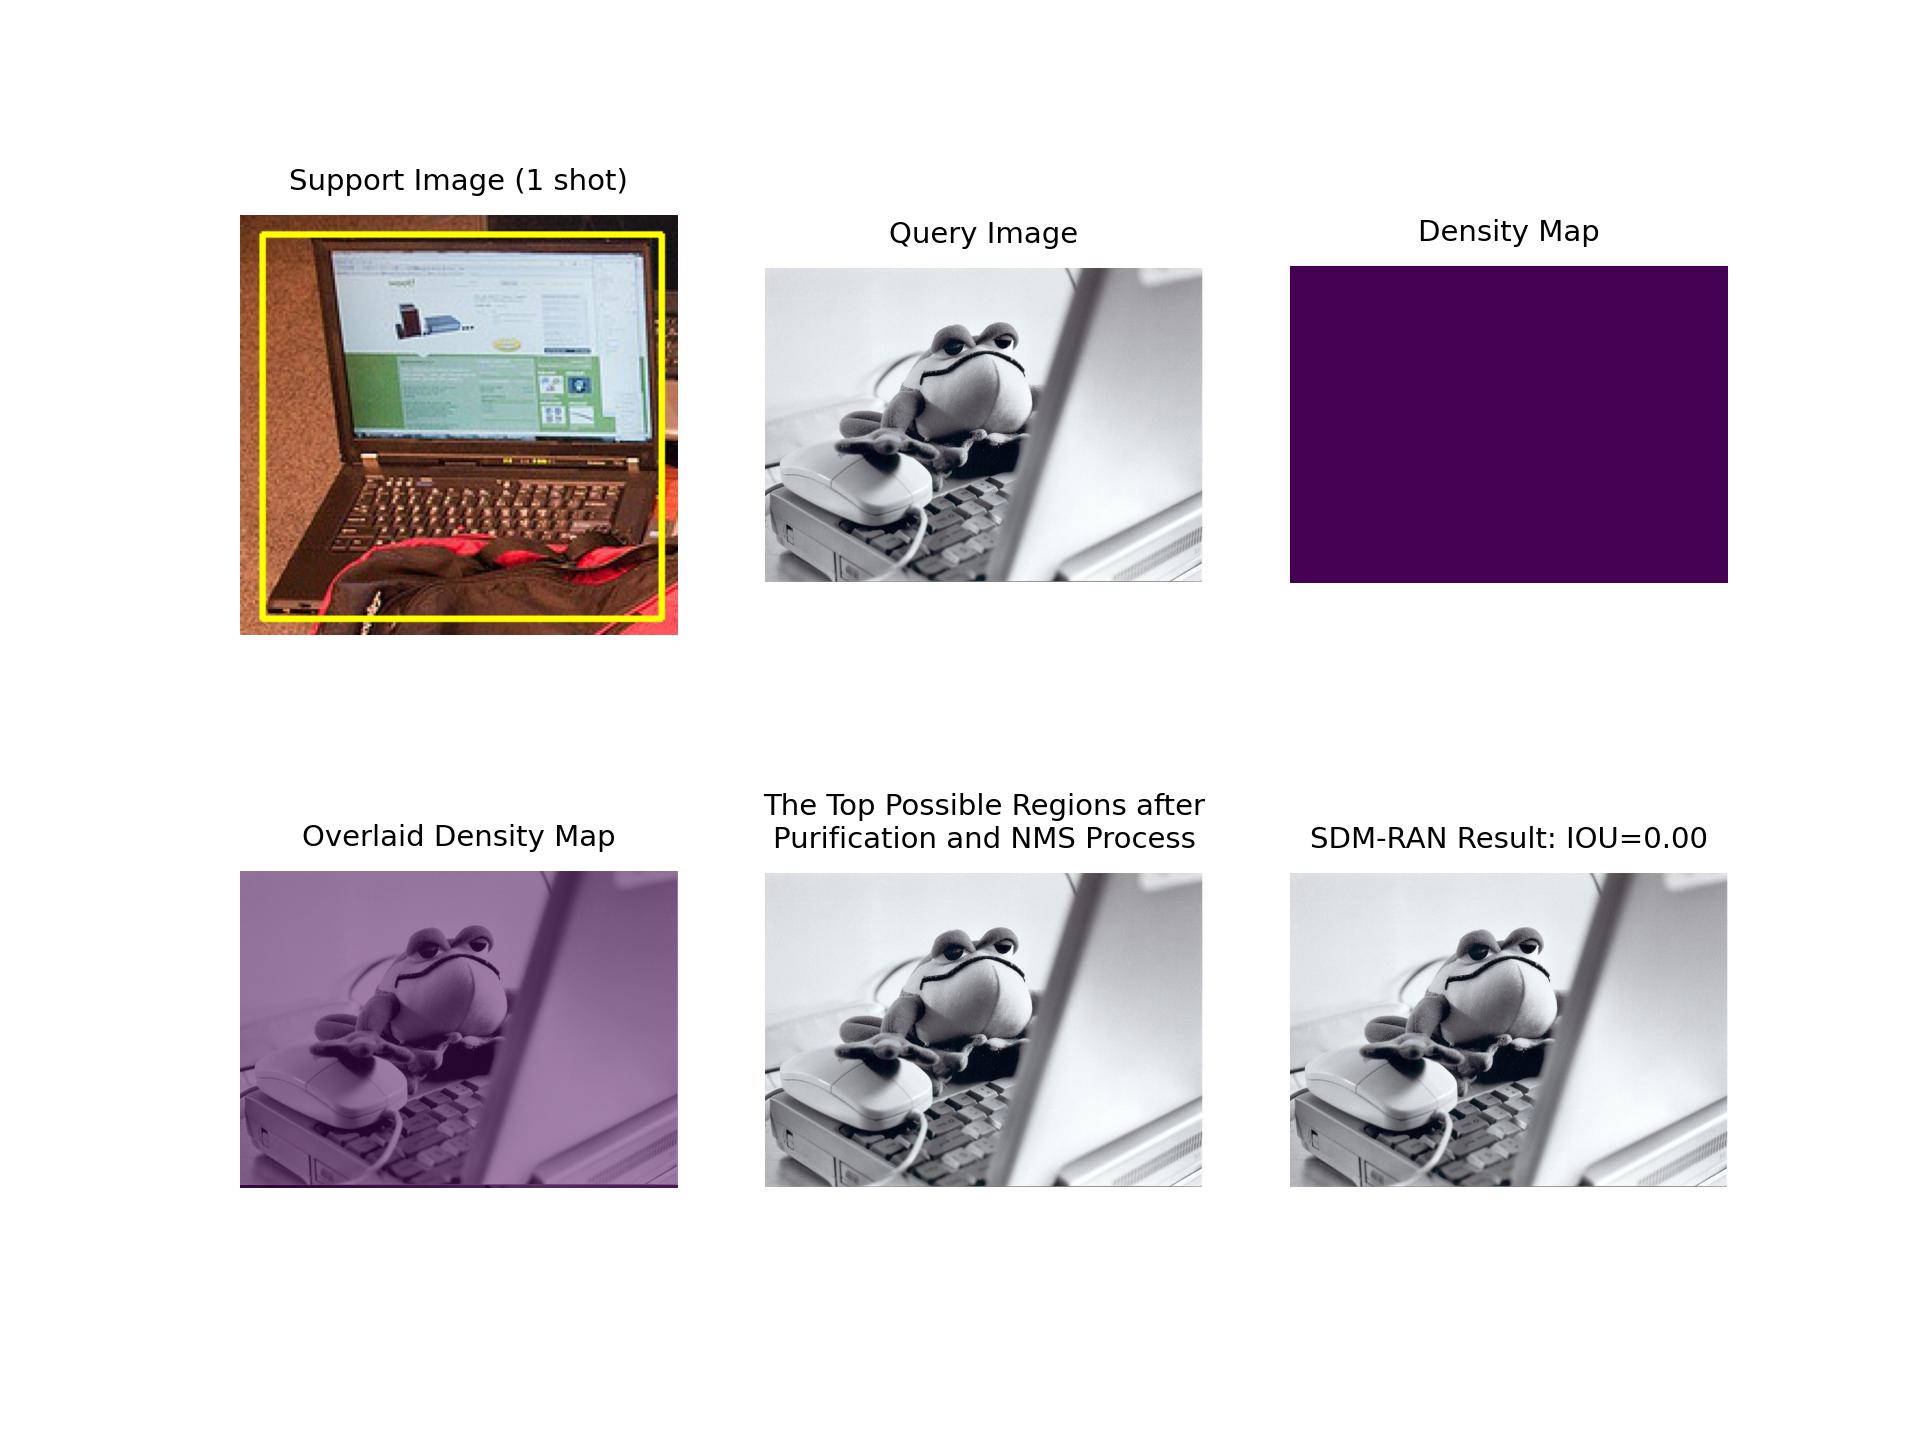 Support Image (1 shot)
Query Image
Density Map
woot!
Overlaid Density Map
The Top Possible Regions after
Purification and NMS Process
SDM-RAN Result: IOU=0.00